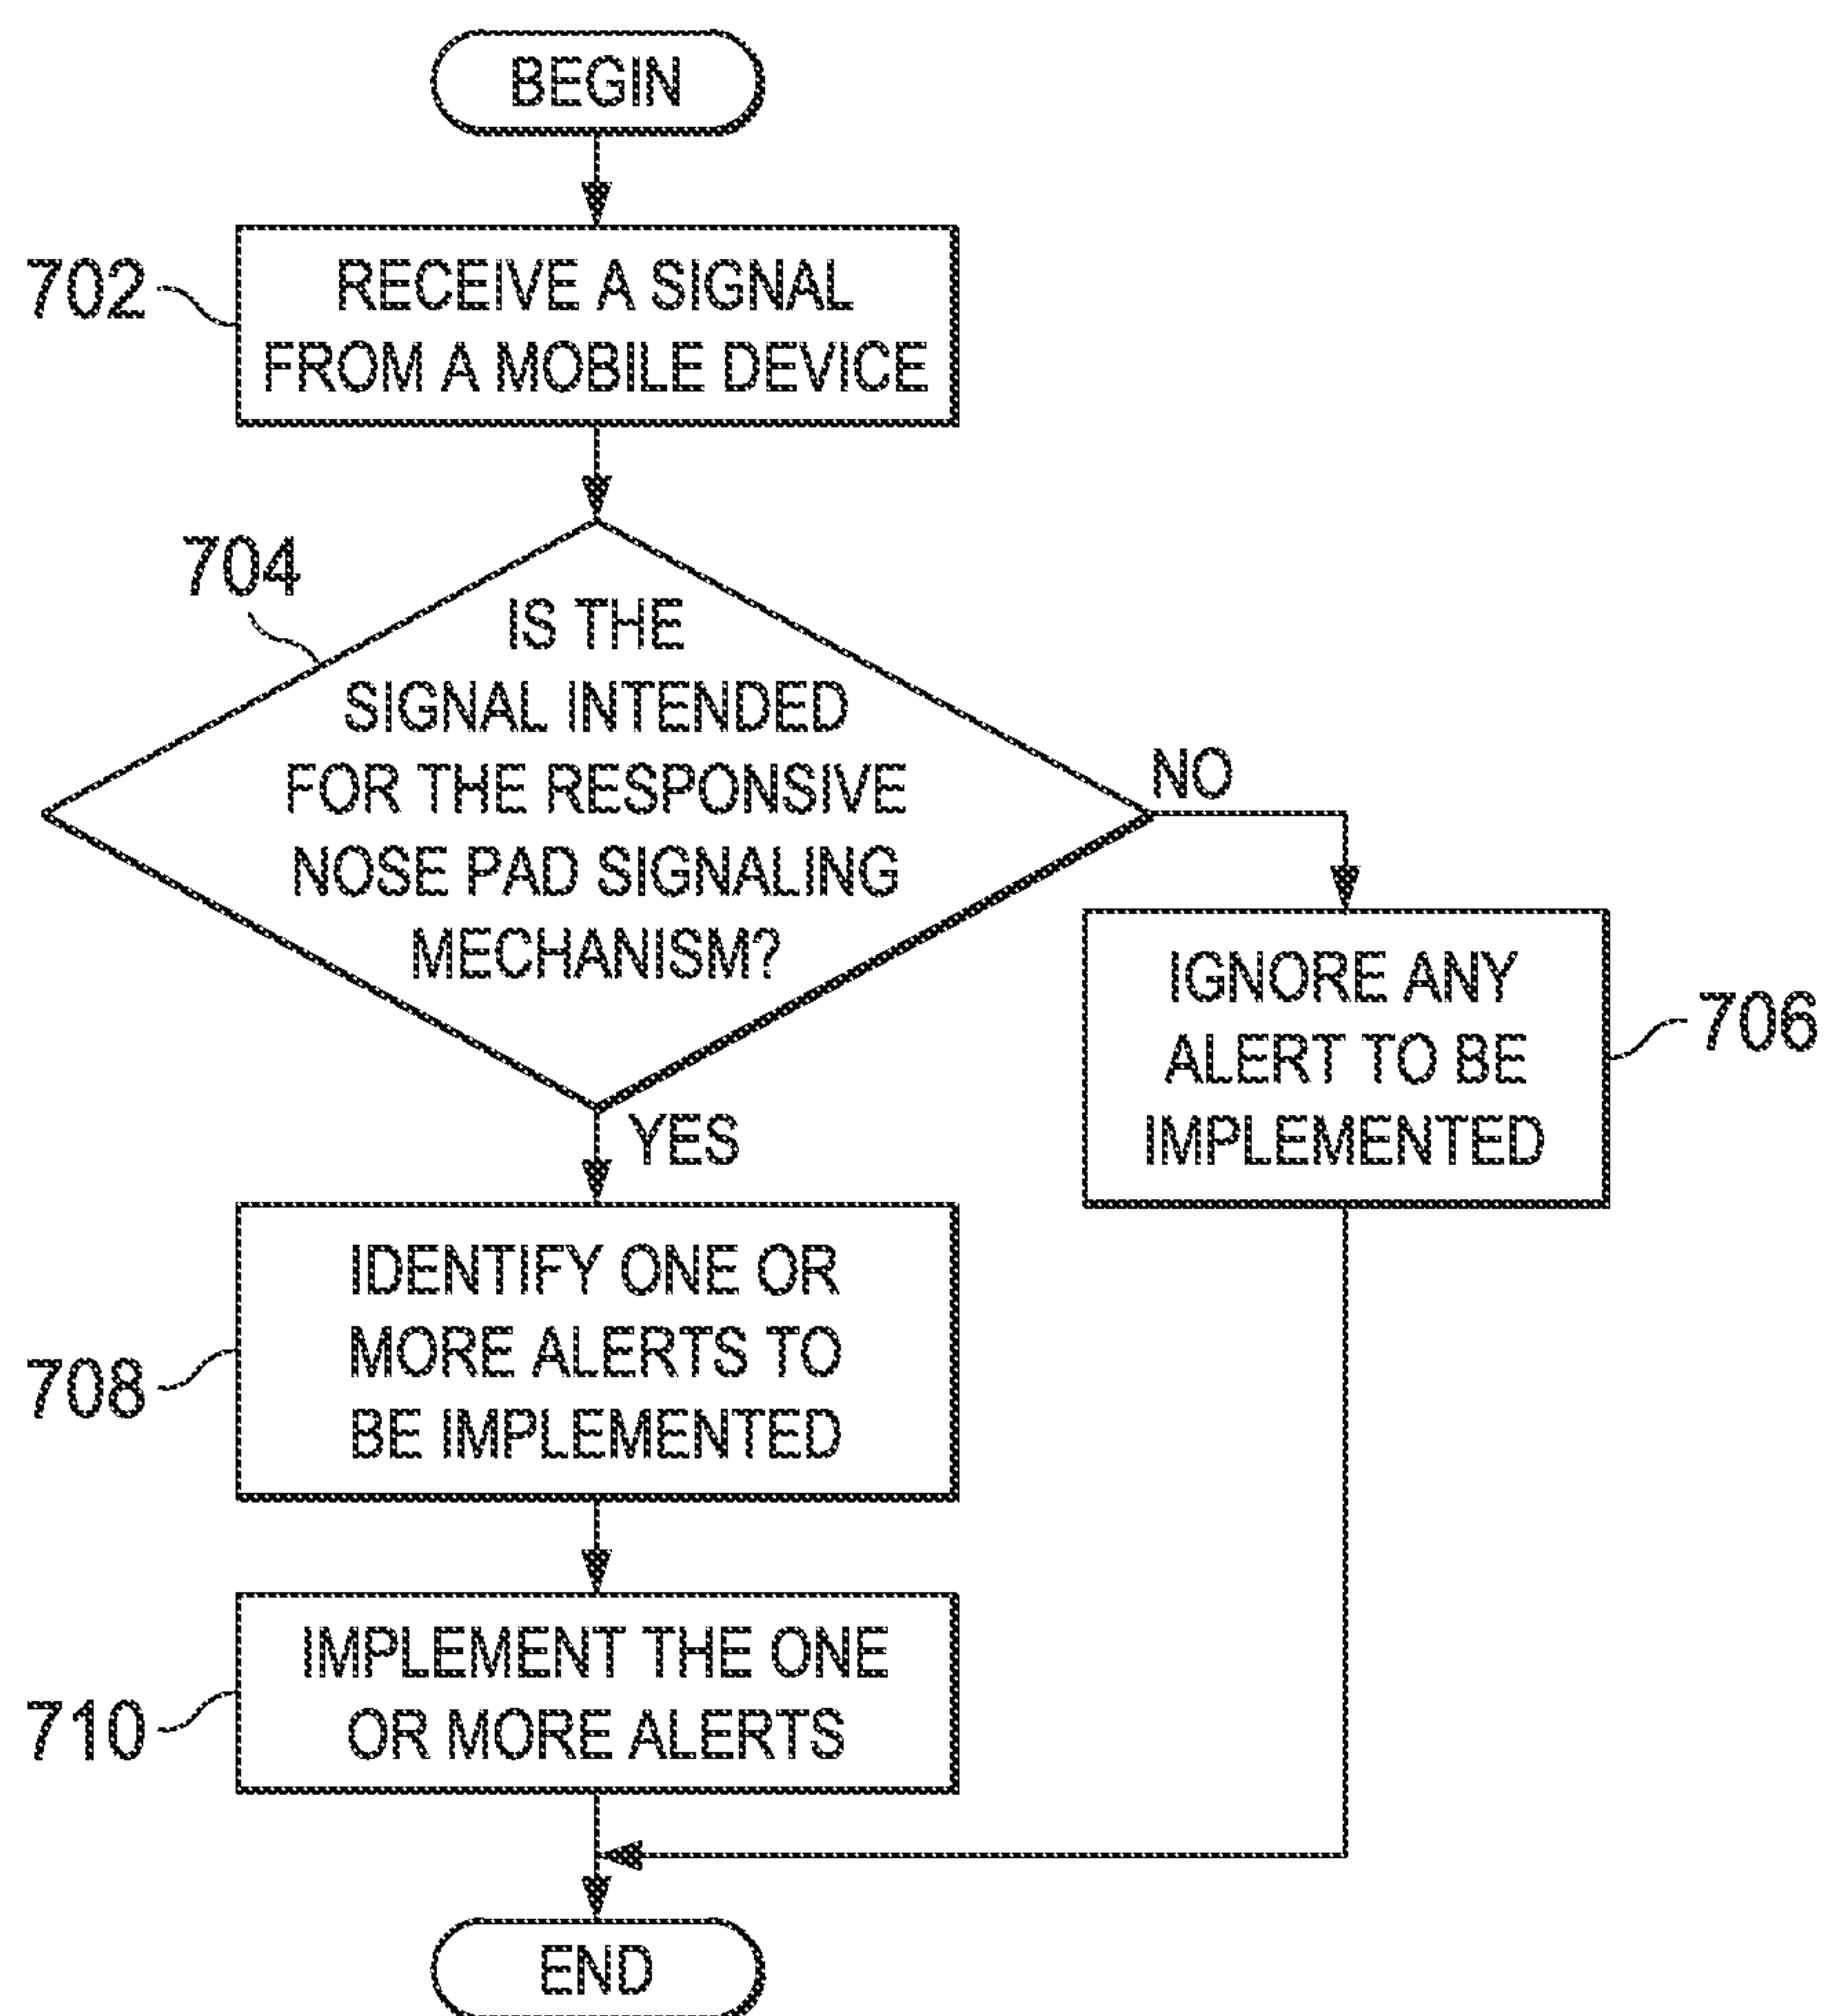 BEGIN
702
RECEIVE A SIGNAL
FROM A MOBILE DEVICE
704
IS THE
SIGNAL INTENDED
FOR THE RESPONSIVE
NOSE PAD SIGNALING
MECHANISM?
NO
IGNORE ANY
ALERT TO BE
IMPLEMENTED
706
YES
708
IDENTIFY ONE OR
MORE ALERTS TO
BE IMPLEMENTED
710
IMPLEMENT THE ONE
OR MORE ALERTS
END